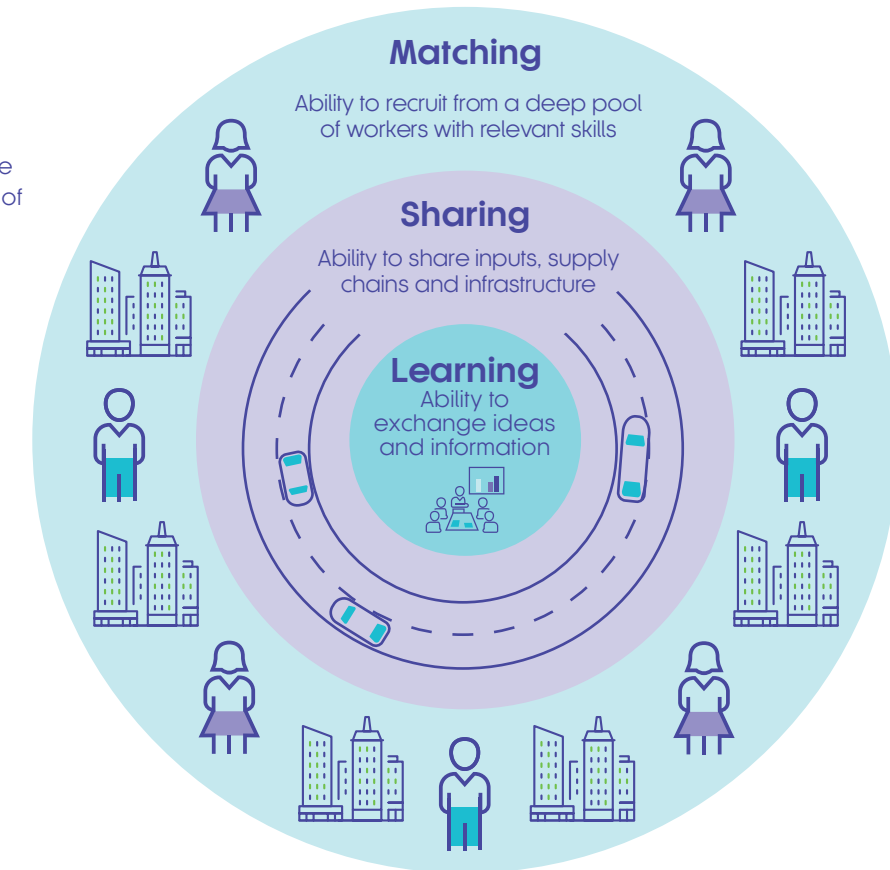 Matching
Ability to recruit from a deep pool
of workers with relevant skills
e
of
Sharing
Ability to share inputs, supply
chains and infrastructure
Learning
Ability to
exchange ideas
and information